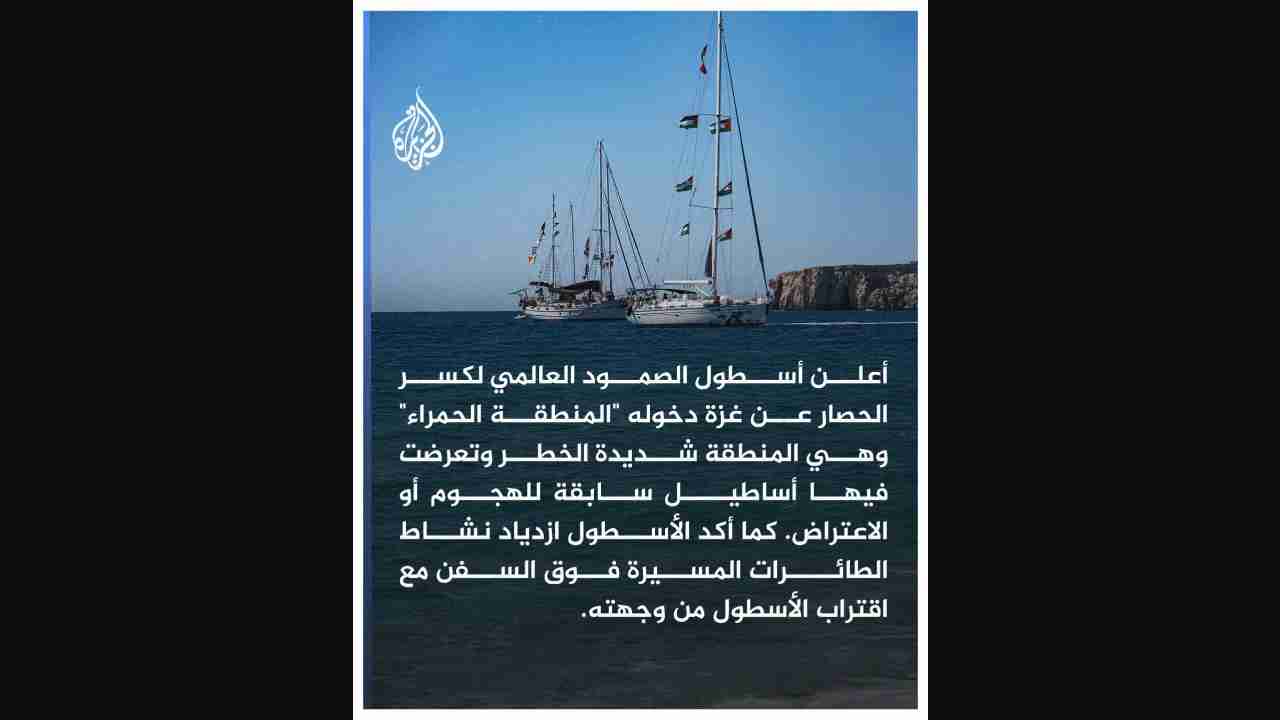 الجزيرة
أعلن أسطول الصمود العالمي لكسر
الحصار عن غزة دخوله "المنطقة الحمراء"
وهي المنطقة شديدة الخطر وتعرضت
فيها أساطيل سابقة للهجوم أو
الاعتراض. كما أكد الأسطول ازدياد نشاط
الطائرات المسيرة فوق السفن مع
اقتراب الأسطول من وجهته.